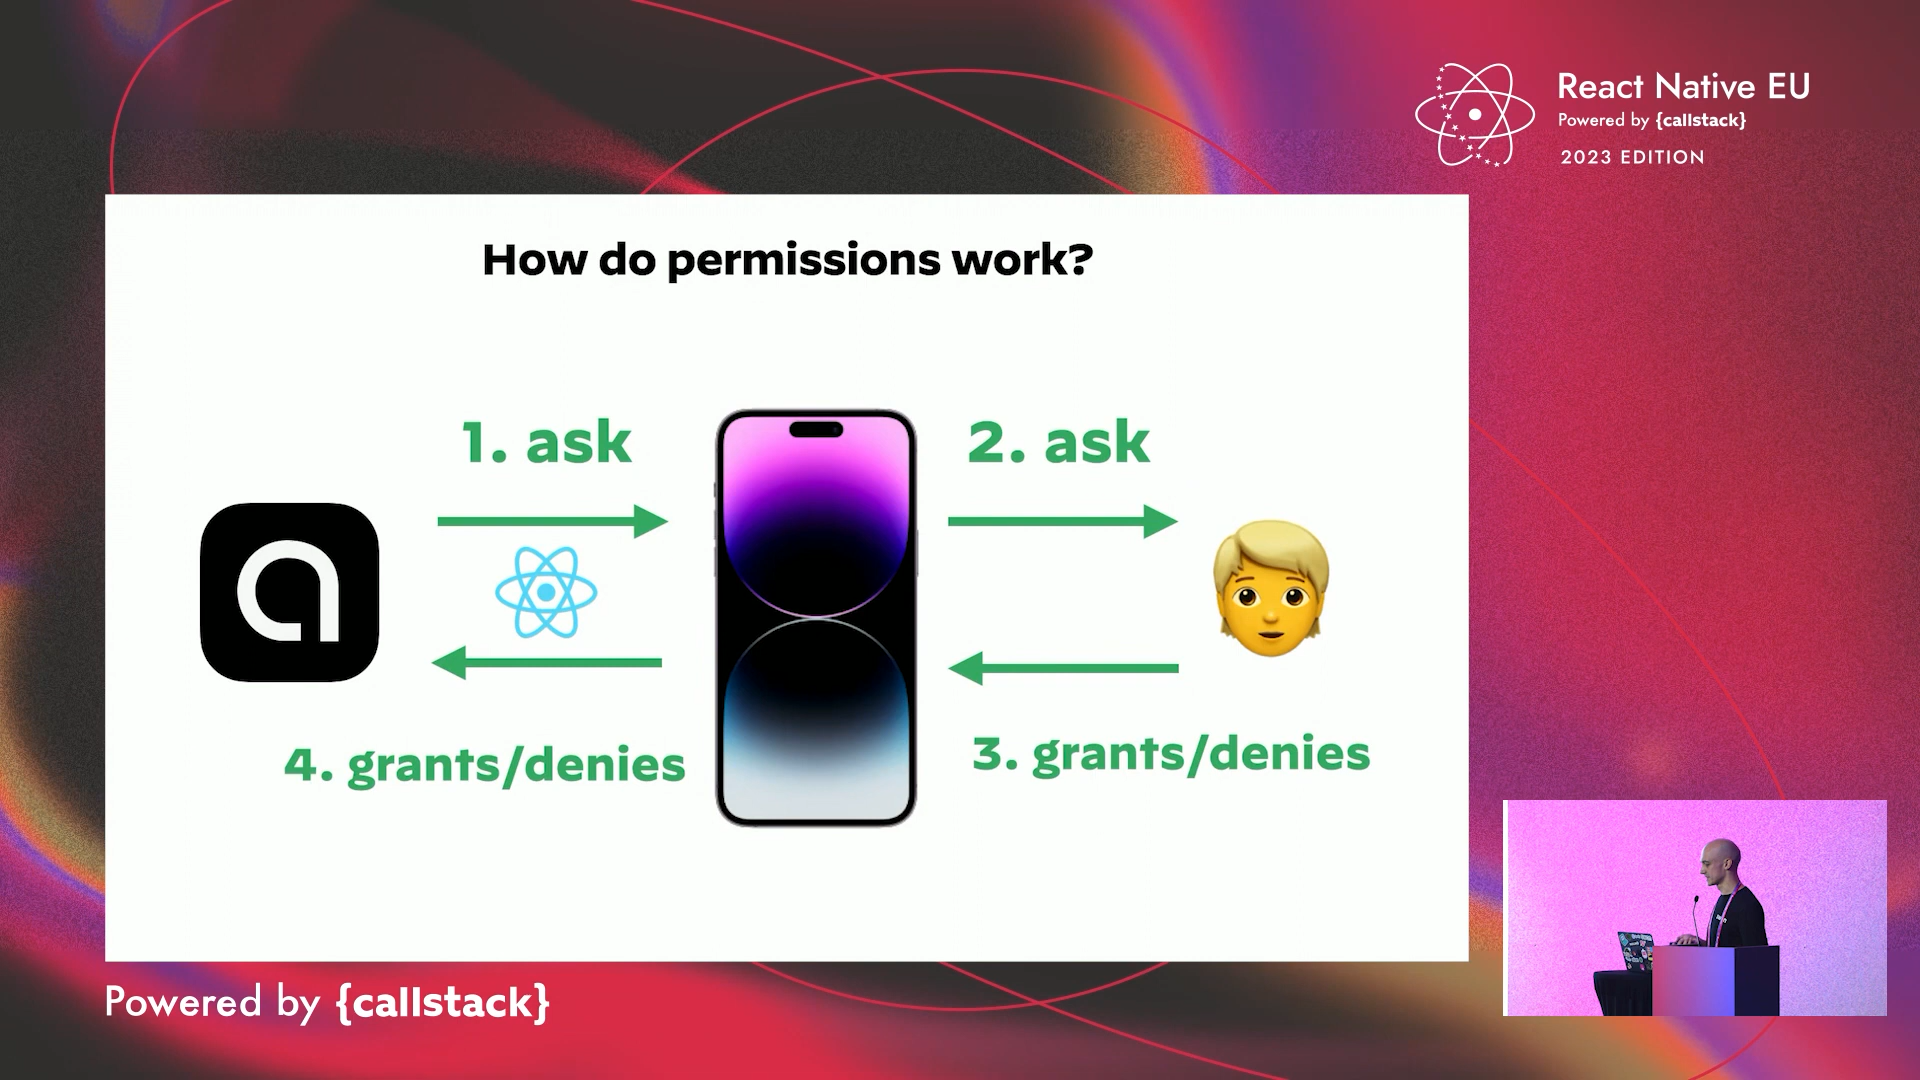 React Native EU
Powered by {callstack}
2023 EDITION
How do permissions work?
1. ask
2. ask
4. grants/denies
3. grants/denies
Powered by {callstack}